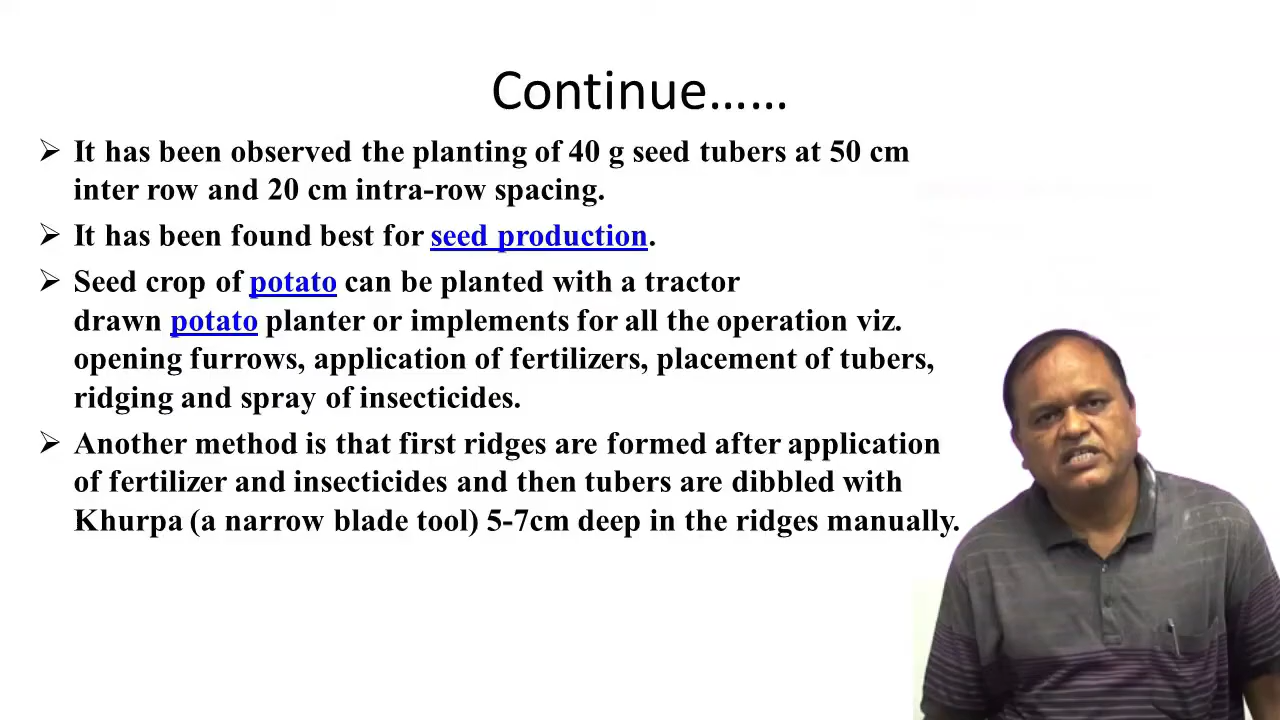 Continue……
➢ It has been observed the planting of 40 g seed tubers at 50 cm
inter row and 20 cm intra-row spacing.
➢ It has been found best for seed production.
➢ Seed crop of potato can be planted with a tractor
drawn potato planter or implements for all the operation viz.
opening furrows, application of fertilizers, placement of tubers,
ridging and spray of insecticides.
➢ Another method is that first ridges are formed after application
of fertilizer and insecticides and then tubers are dibbled with
Khurpa (a narrow blade tool) 5-7cm deep in the ridges manually.